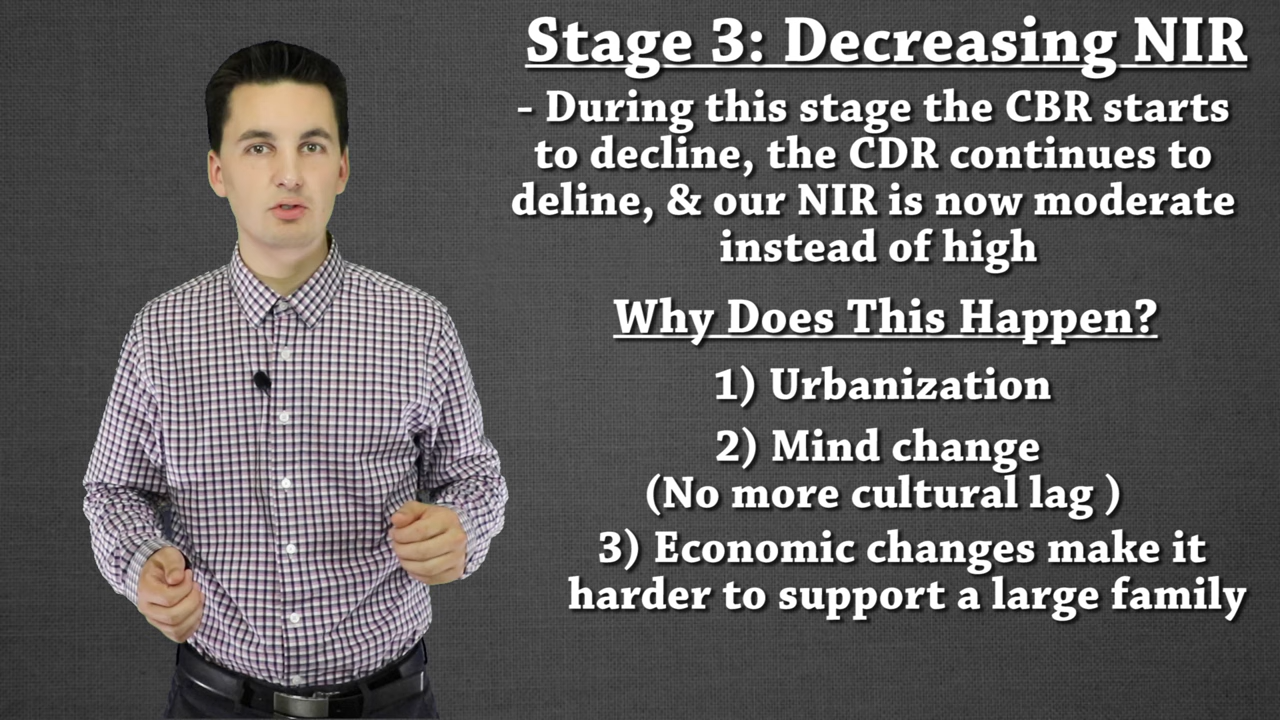 Stage 3: Decreasing NIR
- During this stage the CBR starts
to decline, the CDR continues to
deline, & our NIR is now moderate
instead of high
Why Does This Happen?
1) Urbanization
2) Mind change
(No more cultural lag )
3) Economic changes make it
harder to support a large family